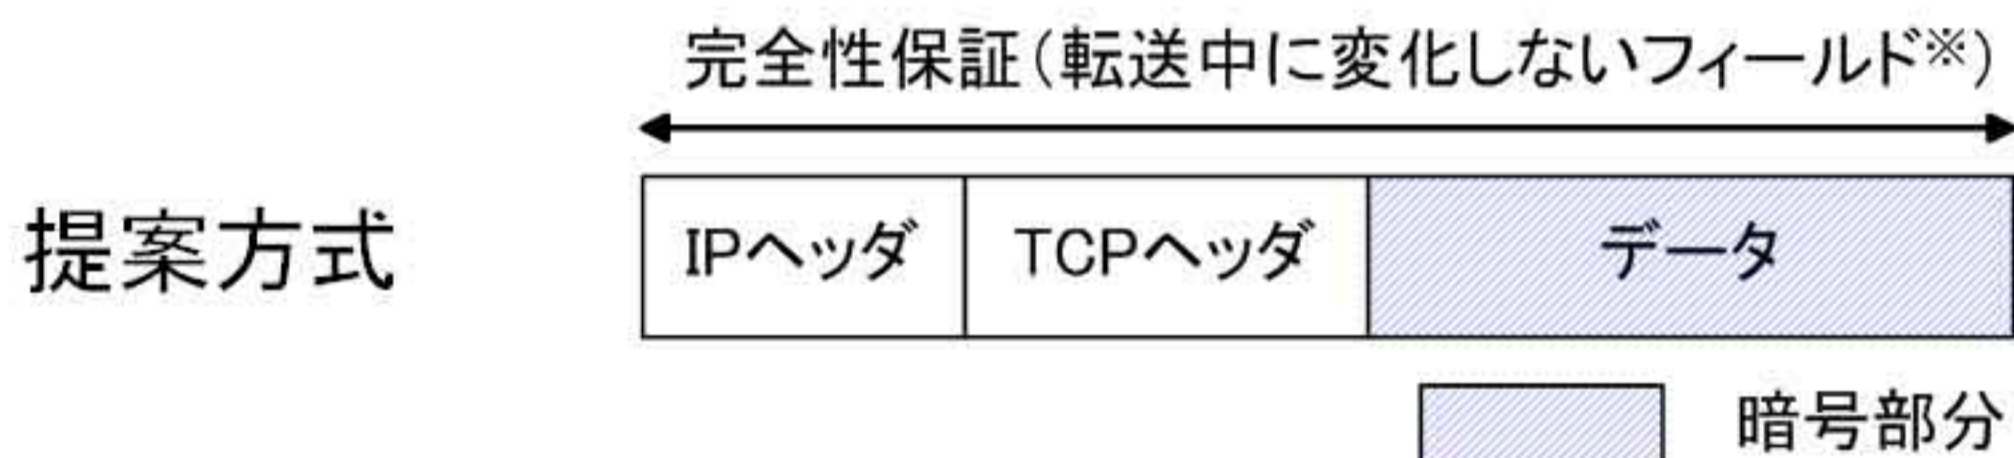 完全性保証(転送中に変化しないフィールド※)
提案方式
IPヘッダ
TCPヘッダ
データ
暗号部分